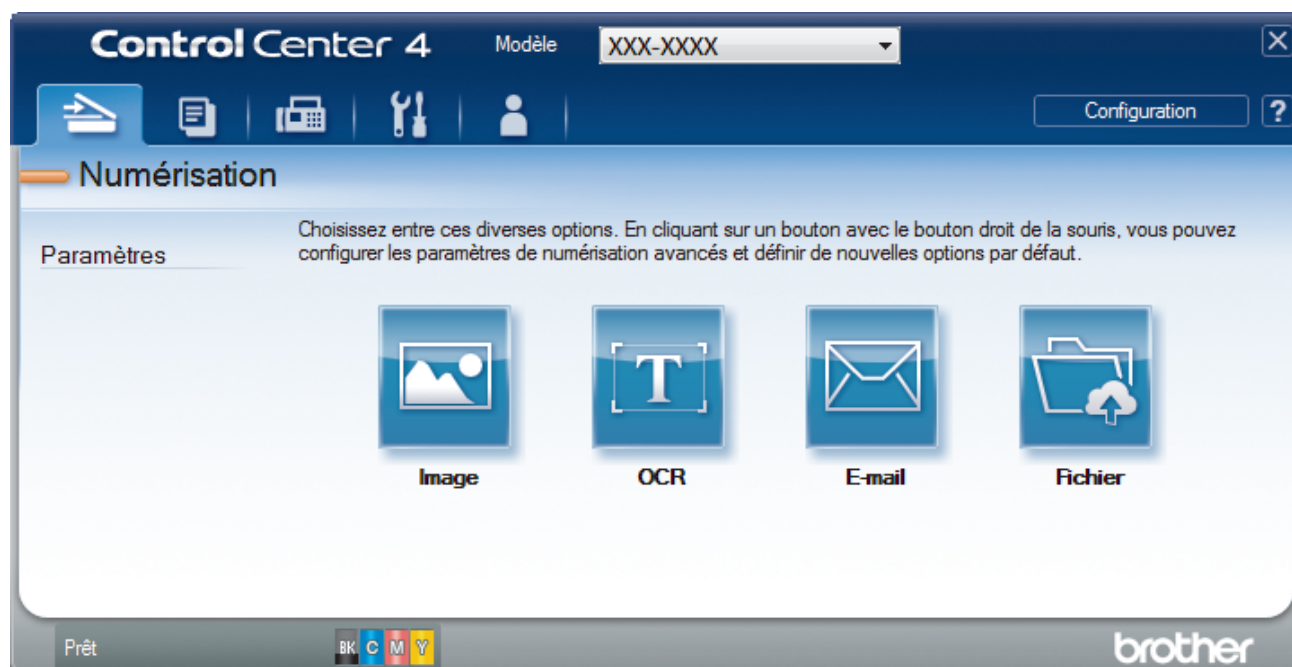 Control Center 4 Modèle XXX-XXXX
Configuration ?
Numérisation
Paramètres
Choisissez entre ces diverses options. En cliquant sur un bouton avec le bouton droit de la souris, vous pouvez
configurer les paramètres de numérisation avancés et définir de nouvelles options par défaut.
T
Image OCR E-mail Fichier
Prêt BK C M Y brother